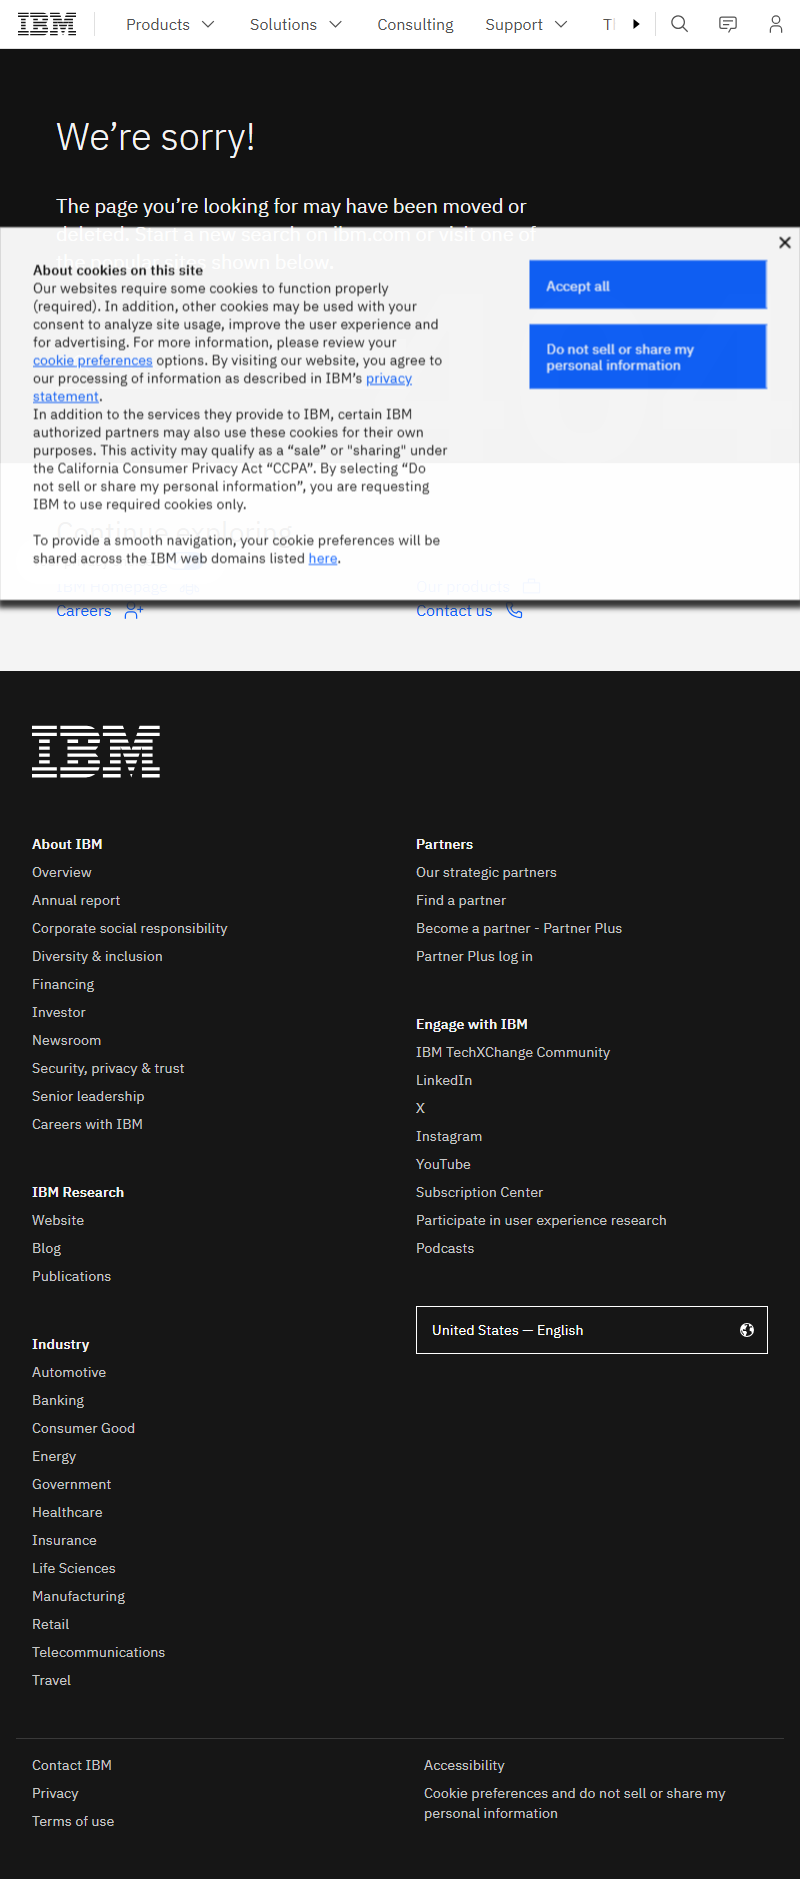 IBM
Products
Solutions
Consulting
Support
We’re sorry!
The page you’re looking for may have been moved or
deleted. Start a new search on ibm.com or visit one of
the popular sites shown below.
About cookies on this site
Our websites require some cookies to function properly
(required). In addition, other cookies may be used with your
consent to analyze site usage, improve the user experience and
for advertising. For more information, please review your
cookie preferences options. By visiting our website, you agree to
our processing of information as described in IBM’s privacy
statement.
In addition to the services they provide to IBM, certain IBM
authorized partners may also use these cookies for their own
purposes. This activity may qualify as a “sale” or "sharing" under
the California Consumer Privacy Act “CCPA”. By selecting “Do
not sell or share my personal information”, you are requesting
IBM to use required cookies only.
To provide a smooth navigation, your cookie preferences will be
shared across the IBM web domains listed here.
Accept all
Do not sell or share my
personal information
Continue exploring
IBM Homepage
Our products
Careers
Contact us
IBM
About IBM
Overview
Annual report
Corporate social responsibility
Diversity & inclusion
Financing
Investor
Newsroom
Security, privacy & trust
Senior leadership
Careers with IBM
IBM Research
Website
Blog
Publications
Industry
Automotive
Banking
Consumer Good
Energy
Government
Healthcare
Insurance
Life Sciences
Manufacturing
Retail
Telecommunications
Travel
Partners
Our strategic partners
Find a partner
Become a partner - Partner Plus
Partner Plus log in
Engage with IBM
IBM TechXChange Community
LinkedIn
X
Instagram
YouTube
Subscription Center
Participate in user experience research
Podcasts
United States — English
Contact IBM
Privacy
Terms of use
Accessibility
Cookie preferences and do not sell or share my
personal information